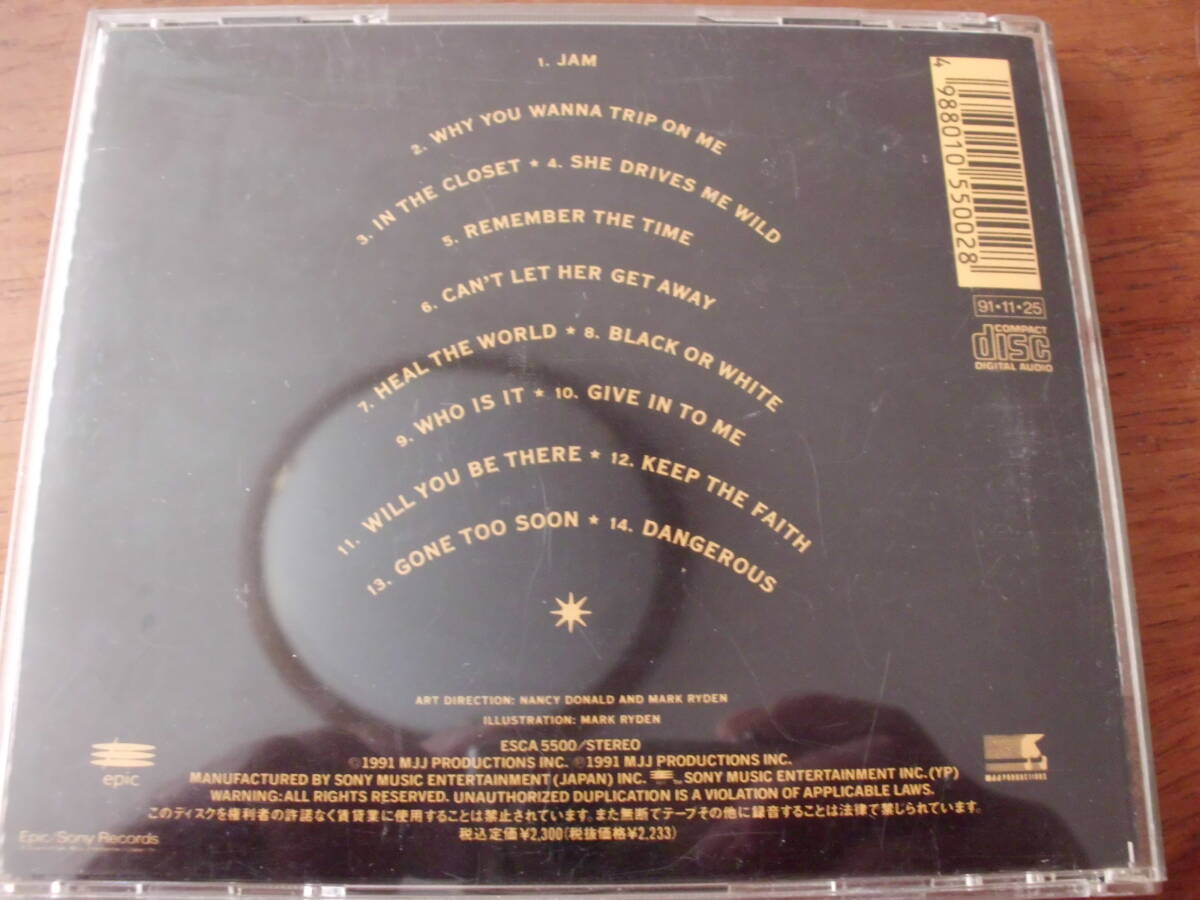 1. JAM
2. WHY YOU WANNA TRIP ON ME
3. IN THE CLOSET ★ 4. SHE DRIVES ME WILD
5. REMEMBER THE TIME
6. CAN'T LET HER GET AWAY
7. HEAL THE WORLD ★ 8. BLACK OR WHITE
9. WHO IS IT ★ 10. GIVE IN TO ME
11. WILL YOU BE THERE ★ 12. KEEP THE FAITH
13. GONE TOO SOON ★ 14. DANGEROUS
4 988010 550028
91・11・25
COMPACT
disc
DIGITAL AUDIO
ART DIRECTION: NANCY DONALD AND MARK RYDEN
ILLUSTRATION: MARK RYDEN
epic
ESCA 5500/STEREO
Ⓒ1991 MJJ PRODUCTIONS INC. Ⓟ1991 MJJ PRODUCTIONS INC.
MANUFACTURED BY SONY MUSIC ENTERTAINMENT (JAPAN) INC. ™ SONY MUSIC ENTERTAINMENT INC.(YP)
WARNING: ALL RIGHTS RESERVED. UNAUTHORIZED DUPLICATION IS A VIOLATION OF APPLICABLE LAWS.
このディスクを権利者の許諾なく賃貸業に使用することは禁止されています。また無断でテープその他に録音することは法律で禁じられています。
税込定価¥2,300(税抜価格¥2,233)
MJJ PRODUCTIONS
Epic/Sony Records